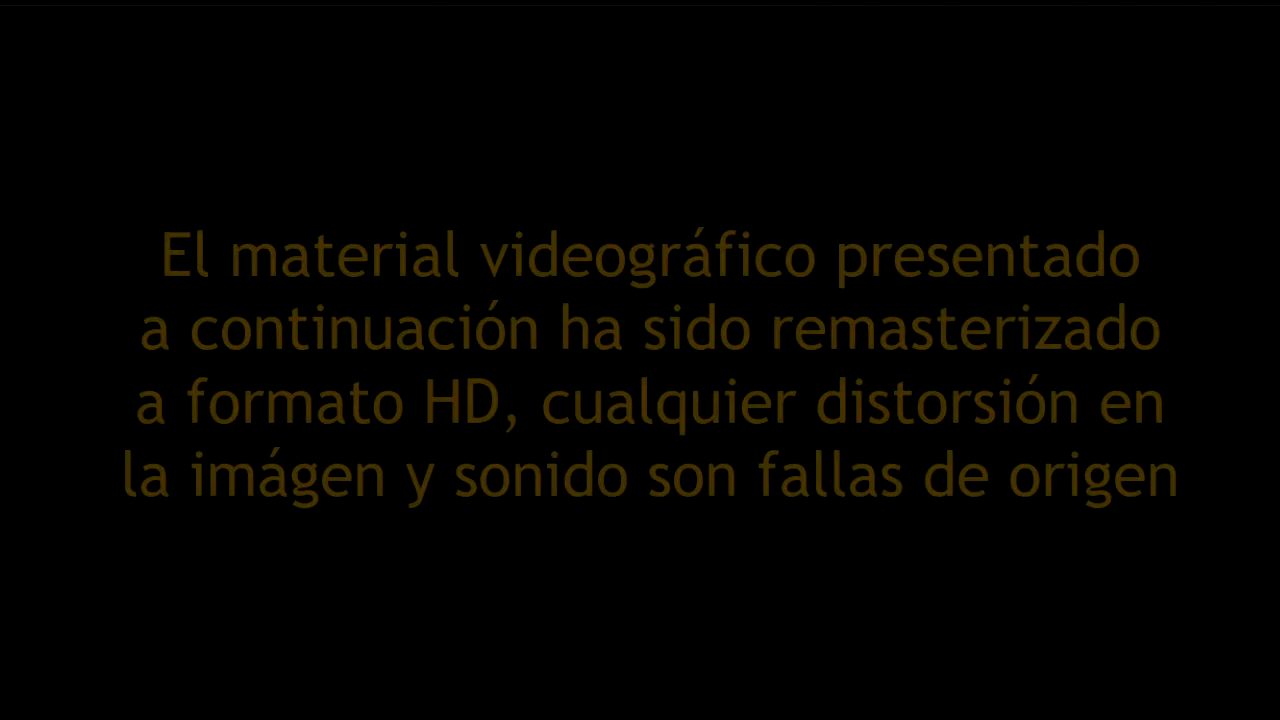 El material videográfico presentado
a continuación ha sido remasterizado
a formato HD, cualquier distorsión en
la imágen y sonido son fallas de origen